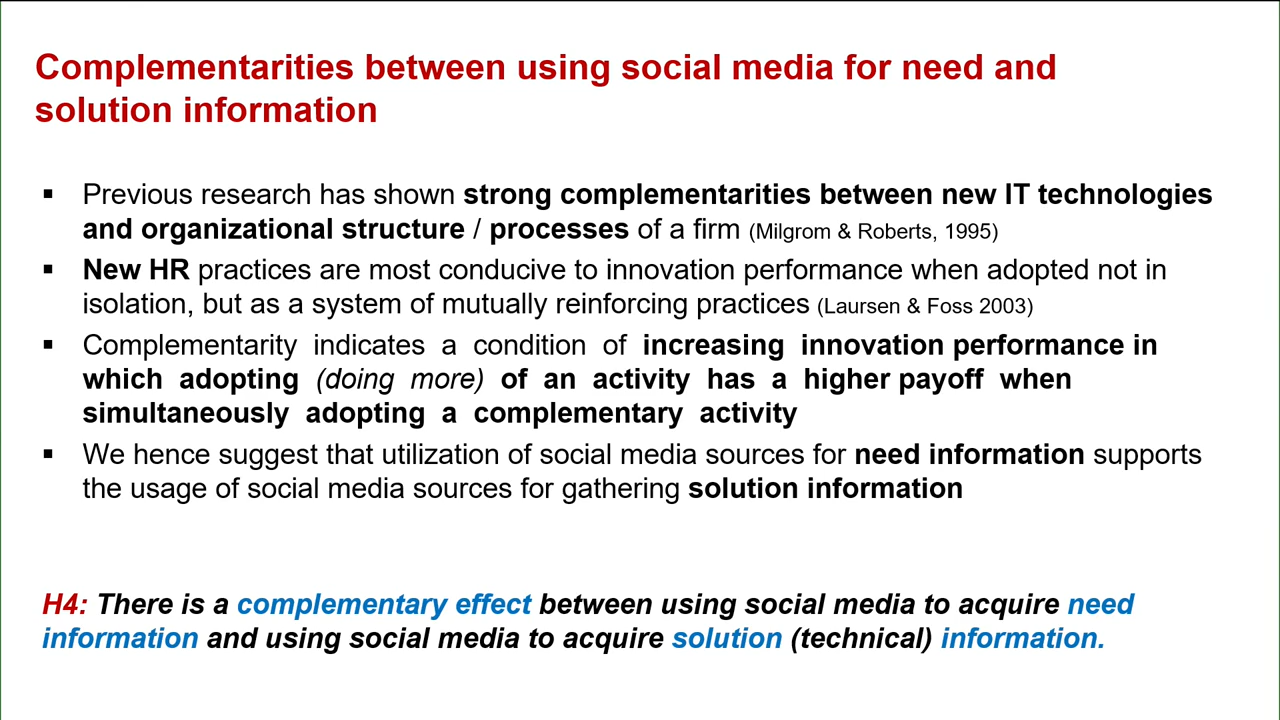 Complementarities between using social media for need and
solution information
▪ Previous research has shown strong complementarities between new IT technologies
and organizational structure / processes of a firm (Milgrom & Roberts, 1995)
▪ New HR practices are most conducive to innovation performance when adopted not in
isolation, but as a system of mutually reinforcing practices (Laursen & Foss 2003)
▪ Complementarity indicates a condition of increasing innovation performance in
which adopting (doing more) of an activity has a higher payoff when
simultaneously adopting a complementary activity
▪ We hence suggest that utilization of social media sources for need information supports
the usage of social media sources for gathering solution information
H4: There is a complementary effect between using social media to acquire need
information and using social media to acquire solution (technical) information.